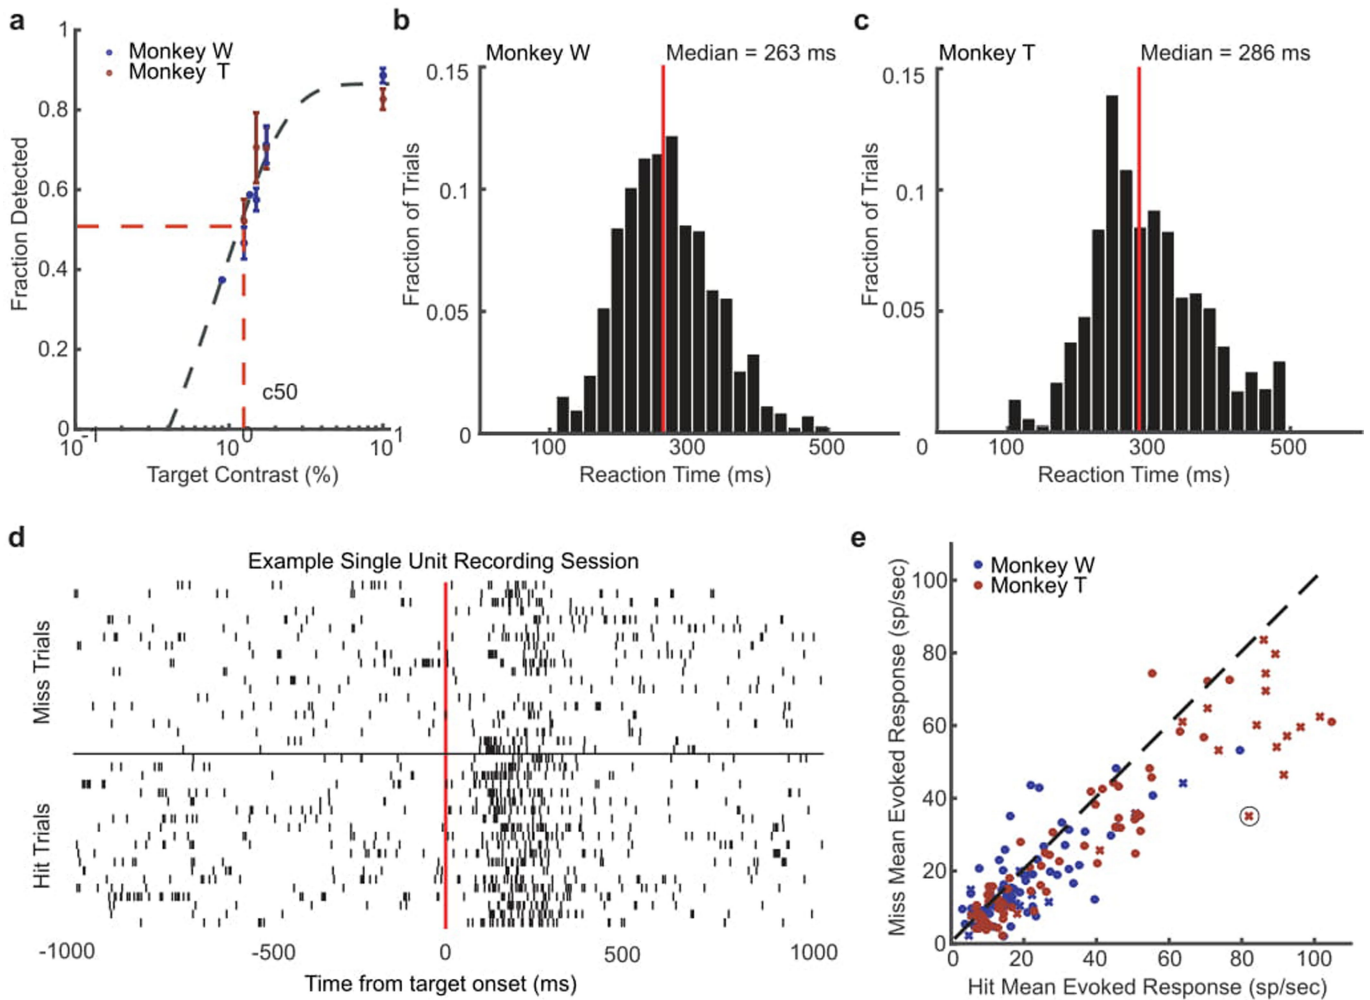 a
1
0.8
0.6
0.4
0.2
0
Fraction Detected
Monkey W
Monkey T
c50
10^-1
10^0
10^1
Target Contrast (%)
b
Monkey W
Median = 263 ms
0.15
0.1
0.05
0
Fraction of Trials
100
300
500
Reaction Time (ms)
c
Monkey T
Median = 286 ms
0.15
0.1
0.05
0
Fraction of Trials
100
300
500
Reaction Time (ms)
d
Example Single Unit Recording Session
Miss Trials
Hit Trials
-1000
-500
0
500
1000
Time from target onset (ms)
e
Monkey W
Monkey T
100
80
60
40
20
0
Miss Mean Evoked Response (sp/sec)
0
20
40
60
80
100
Hit Mean Evoked Response (sp/sec)